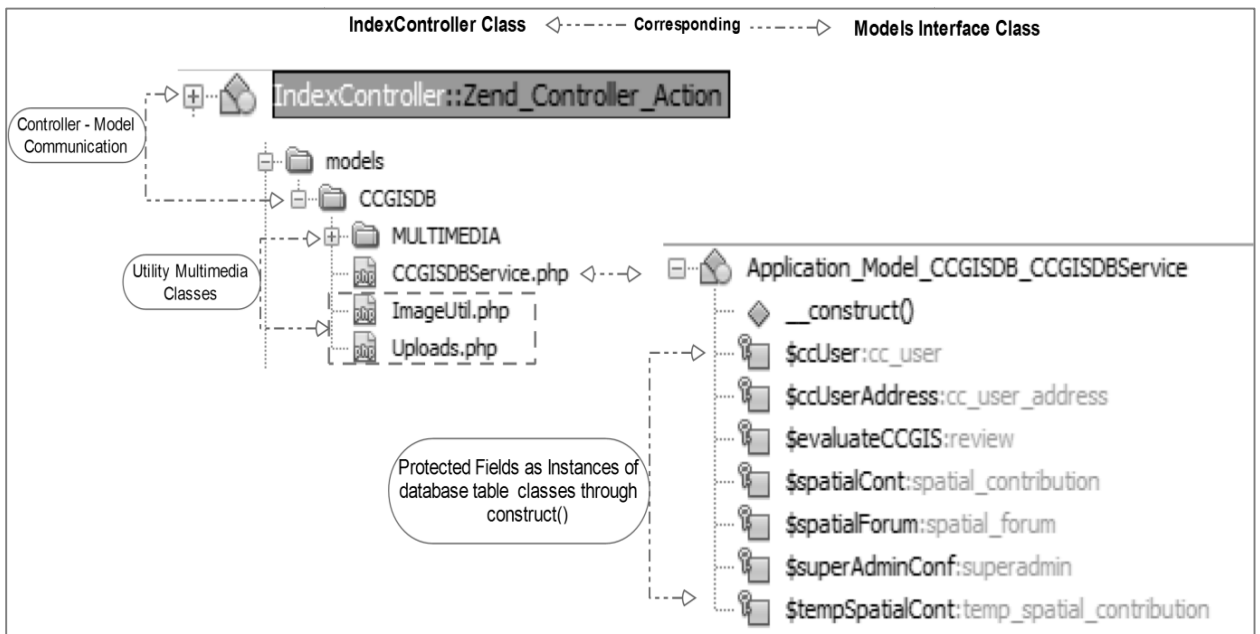 IndexController Class Corresponding Models Interface Class
IndexController::Zend_Controller_Action
Controller - Model
Communication
models
CCGISDB
MULTIMEDIA
CCGISDBService.php
ImageUtil.php
Uploads.php
Utility Multimedia
Classes
Application_Model_CCGISDB_CCGISDBService
__construct()
$ccUser:cc_user
$ccUserAddress:cc_user_address
$evaluateCCGIS:review
$spatialCont:spatial_contribution
$spatialForum:spatial_forum
$superAdminConf:superadmin
$tempSpatialCont:temp_spatial_contribution
Protected Fields as Instances of
database table classes through
construct()